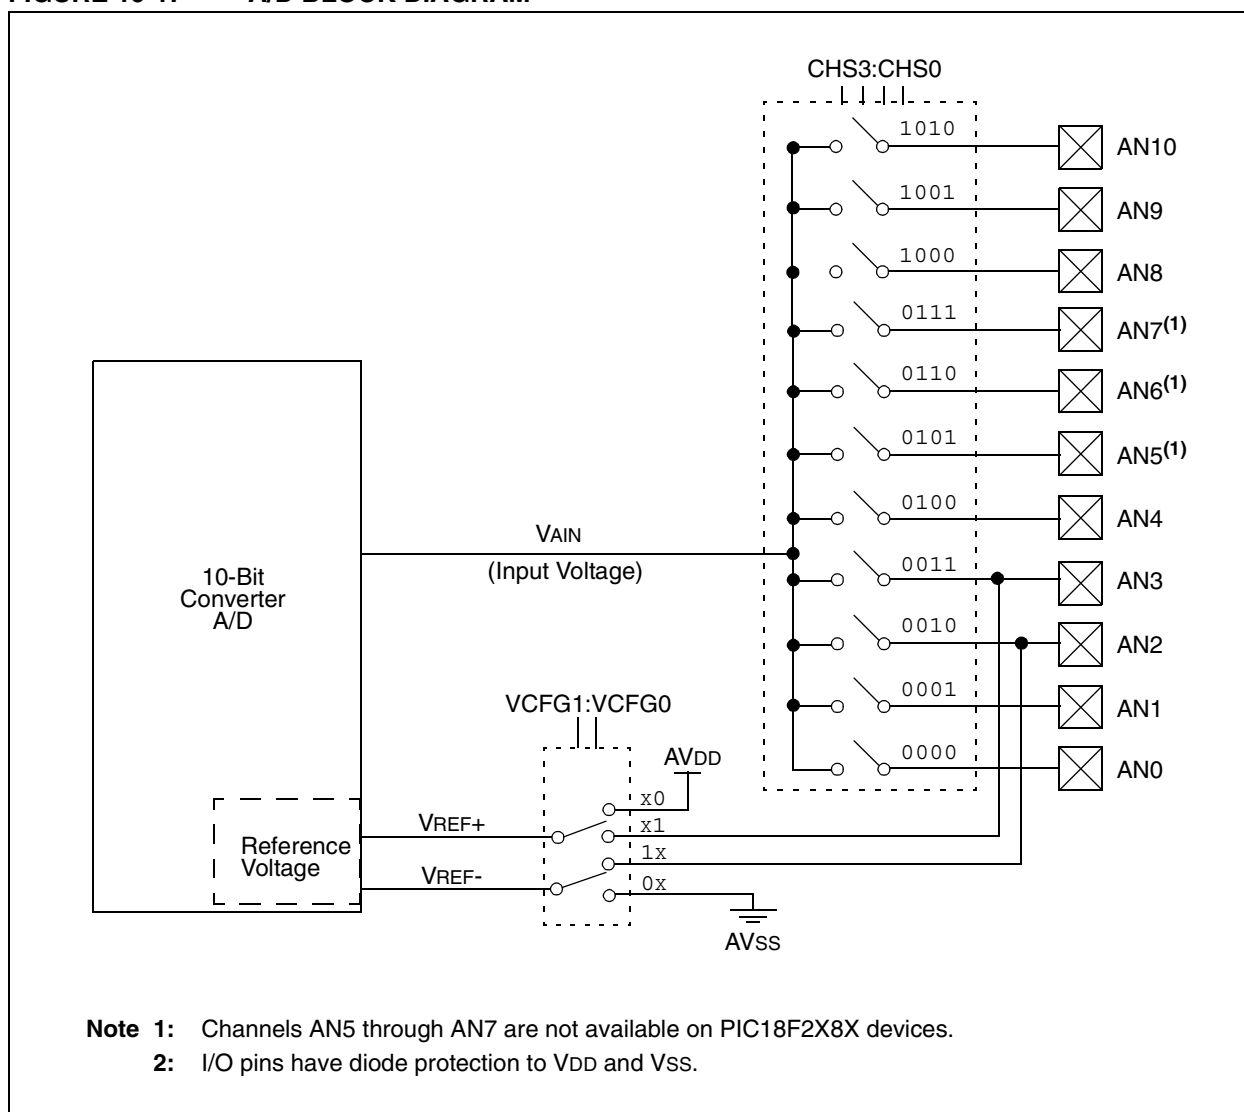 CHS3:CHS0
1010 AN10
1001 AN9
1000 AN8
0111 AN7(1)
0110 AN6(1)
0101 AN5(1)
0100 AN4
VAIN
(Input Voltage)
0011 AN3
10-Bit
Converter
A/D
0010 AN2
0001 AN1
VCFG1:VCFG0
0000 AN0
AVDD
x0
VREF+
x1
Reference
Voltage
1x
VREF-
0x
AVSS
Note 1: Channels AN5 through AN7 are not available on PIC18F2X8X devices.
2: I/O pins have diode protection to VDD and VSS.